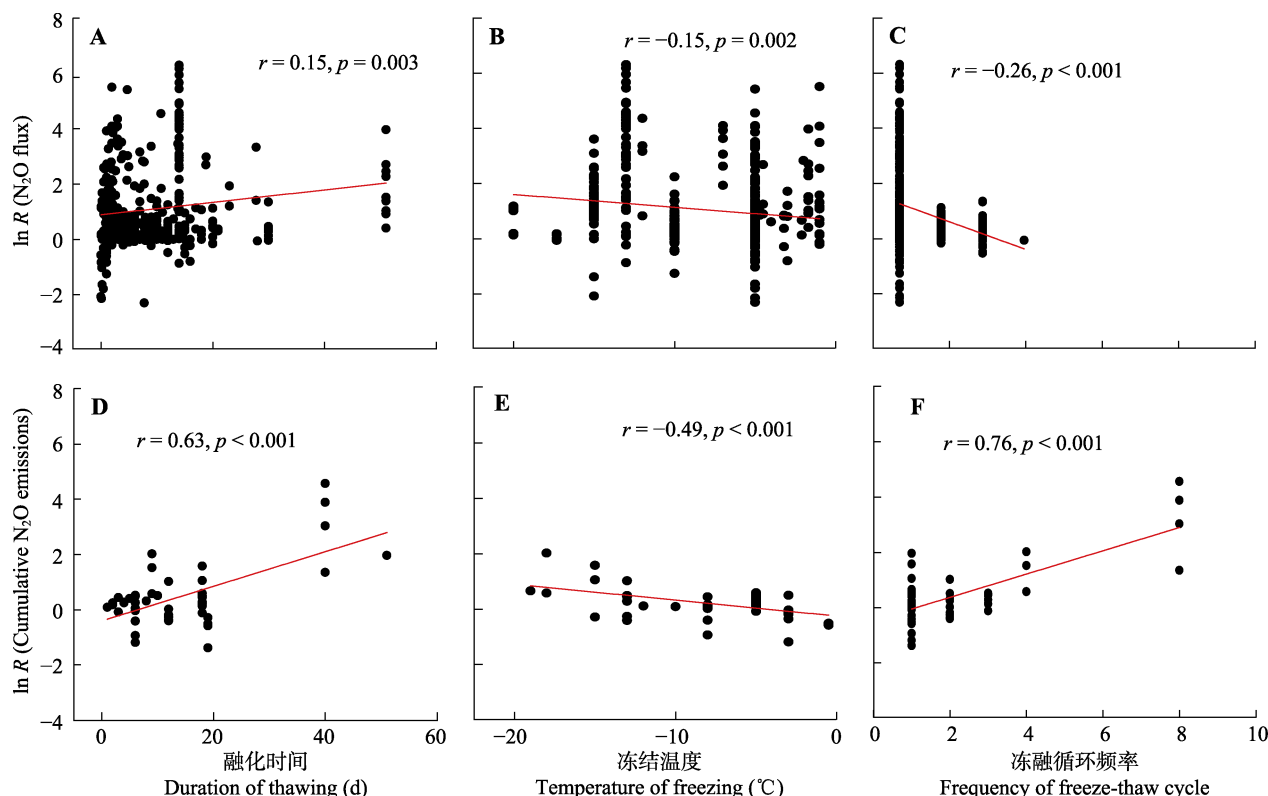 A
r = 0.15, p = 0.003
B
r = −0.15, p = 0.002
C
r = −0.26, p < 0.001
ln R (N₂O flux)
8
6
4
2
0
−2
−4
D
r = 0.63, p < 0.001
E
r = −0.49, p < 0.001
F
r = 0.76, p < 0.001
ln R (Cumulative N₂O emissions)
8
6
4
2
0
−2
−4
0 20 40 60
−20 −10 0
0 2 4 6 8 10
融化时间
Duration of thawing (d)
冻结温度
Temperature of freezing (℃)
冻融循环频率
Frequency of freeze-thaw cycle